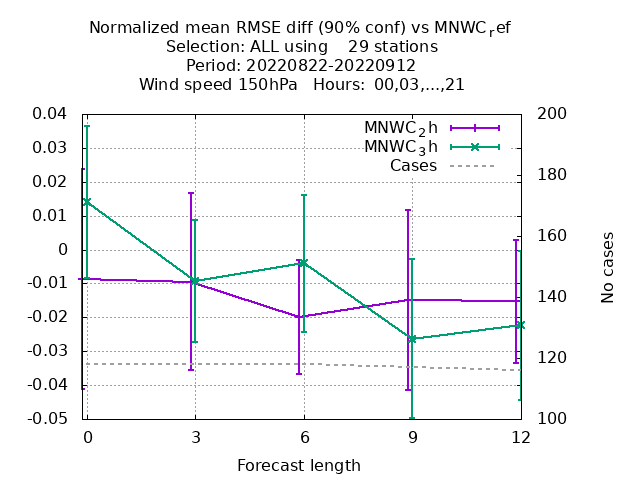 Normalized mean RMSE diff (90% conf) vs MNWCref
Selection: ALL using    29 stations
Period: 20220822-20220912
Wind speed 150hPa   Hours: 00,03,...,21
MNWC2h
MNWC3h
Cases
0.04
0.03
0.02
0.01
0
-0.01
-0.02
-0.03
-0.04
-0.05
200
180
160
140
120
100
No cases
0 3 6 9 12
Forecast length